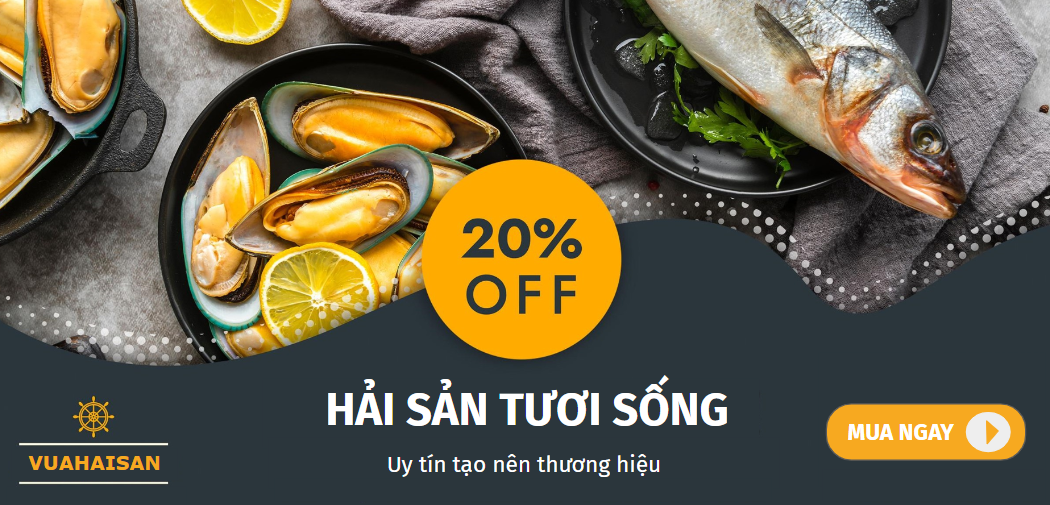 20%
OFF
HẢI SẢN TƯƠI SỐNG
Uy tín tạo nên thương hiệu
VUAHAISAN
MUA NGAY